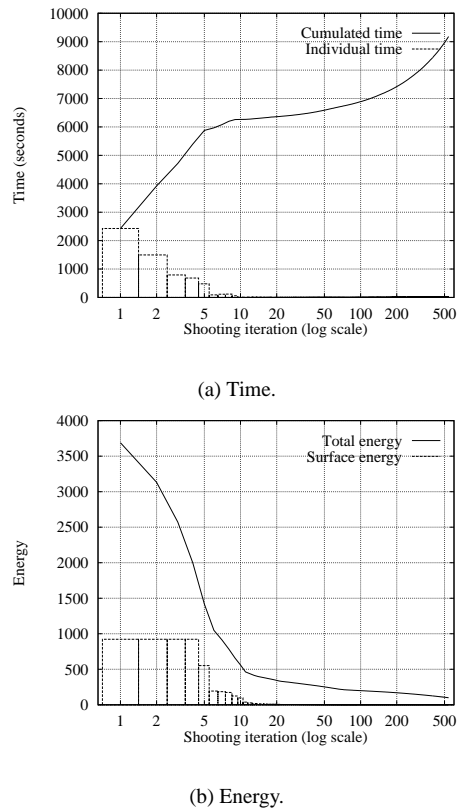 10000
9000
8000
7000
6000
5000
4000
3000
2000
1000
0
Time (seconds)
Cumulated time
Individual time
1 2 5 10 20 50 100 200 500
Shooting iteration (log scale)
(a) Time.
4000
3500
3000
2500
2000
1500
1000
500
0
Energy
Total energy
Surface energy
1 2 5 10 20 50 100 200 500
Shooting iteration (log scale)
(b) Energy.